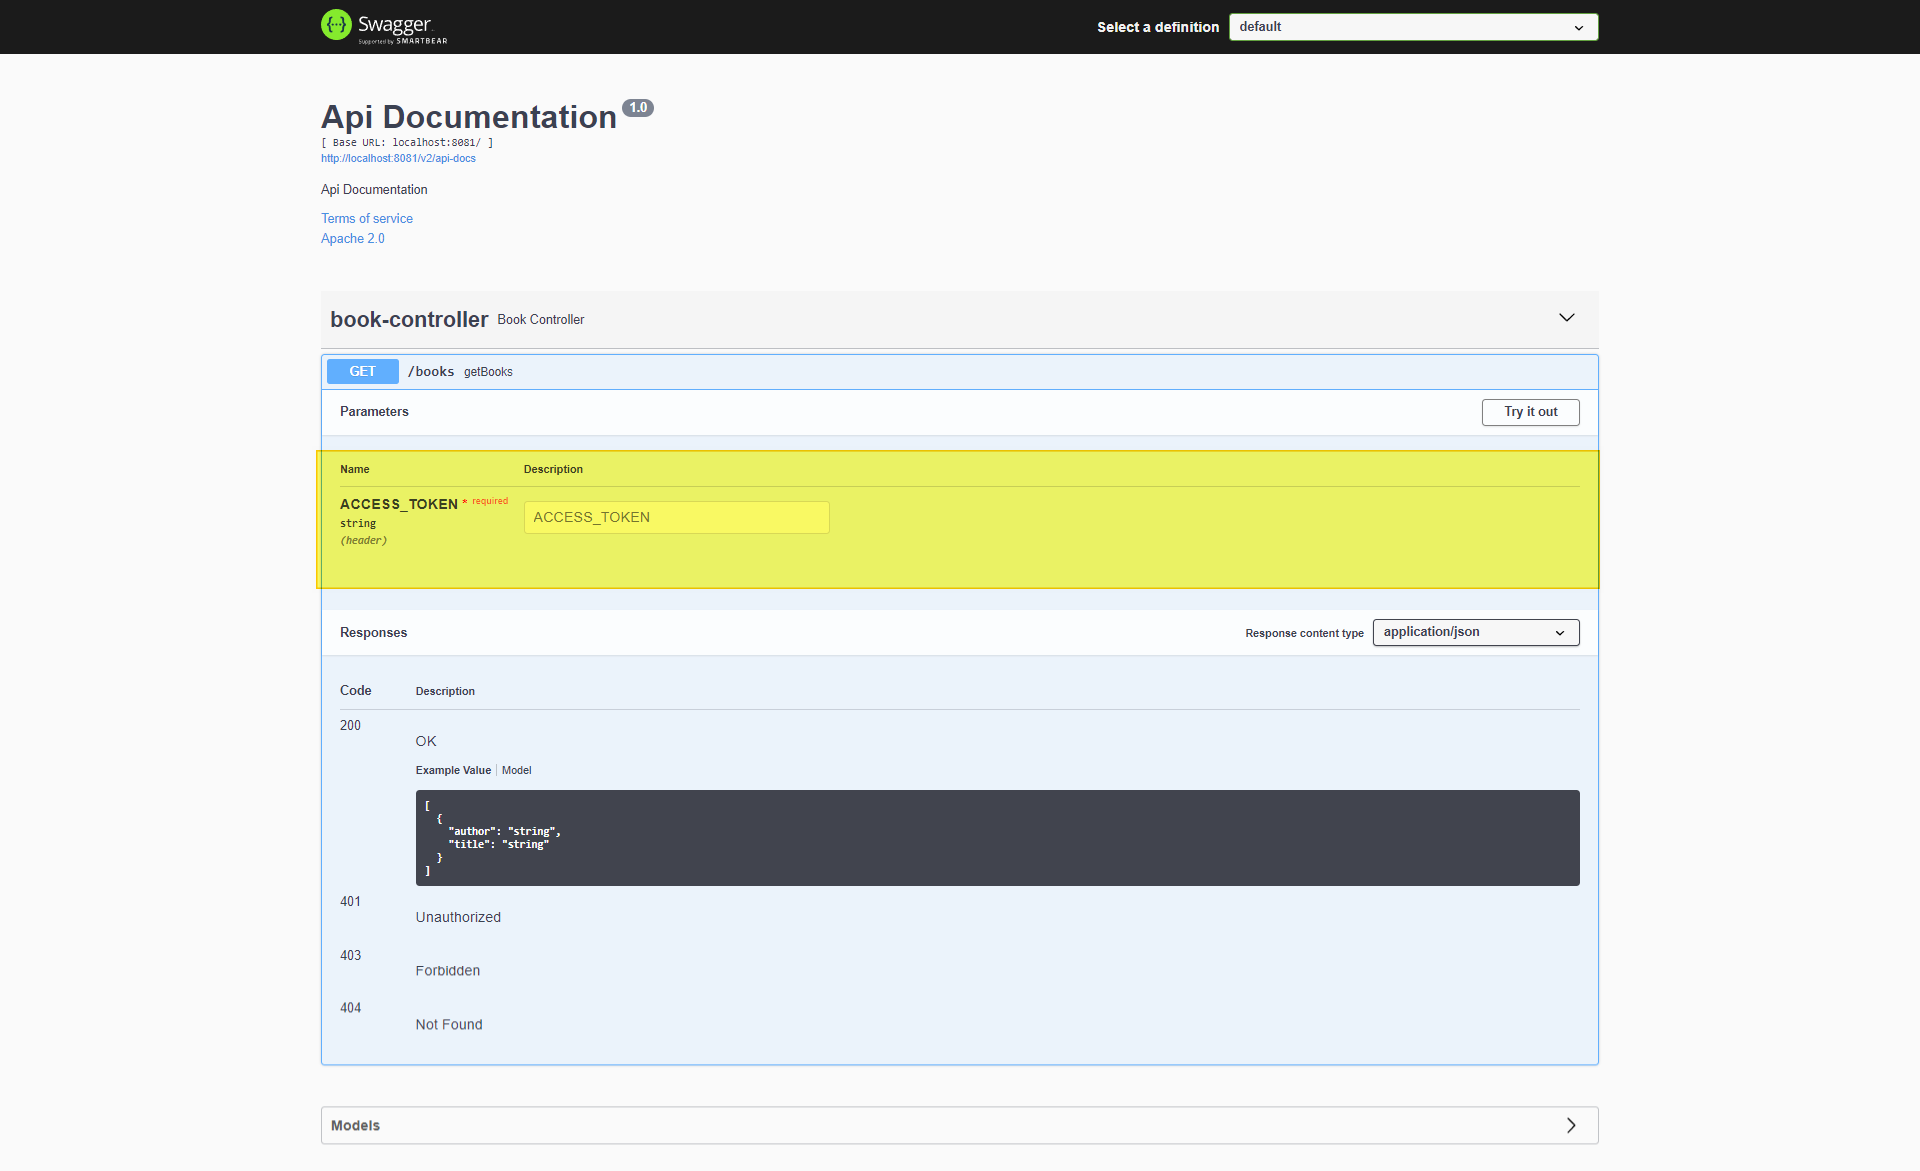 {···} Swagger
Supported by SMARTBEAR
Select a definition default
Api Documentation 1.0
[ Base URL: localhost:8081/ ]
http://localhost:8081/v2/api-docs
Api Documentation
Terms of service
Apache 2.0
book-controller Book Controller
GET /books getBooks
Parameters Try it out
Name Description
ACCESS_TOKEN * required
string
(header)
ACCESS_TOKEN
Responses Response content type application/json
Code Description
200
OK
Example Value Model
[
{
"author": "string",
"title": "string"
}
]
401
Unauthorized
403
Forbidden
404
Not Found
Models